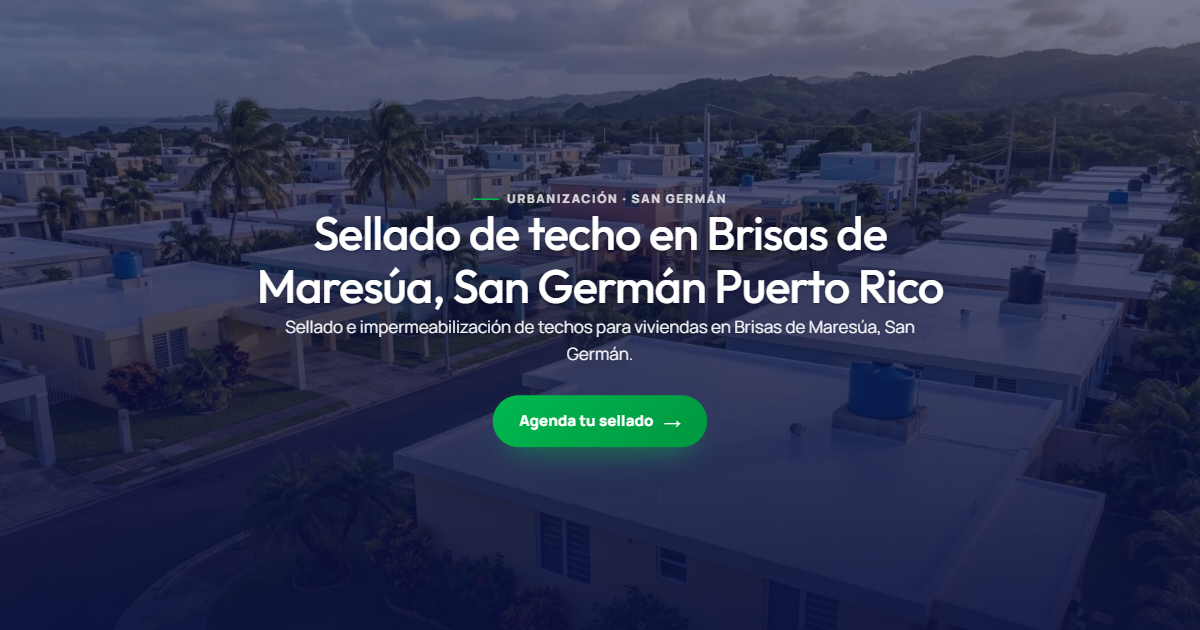 URBANIZACIÓN · SAN GERMÁN
Sellado de techo en Brisas de
Maresúa, San Germán Puerto Rico
Sellado e impermeabilización de techos para viviendas en Brisas de Maresúa, San
Germán.
Agenda tu sellado →